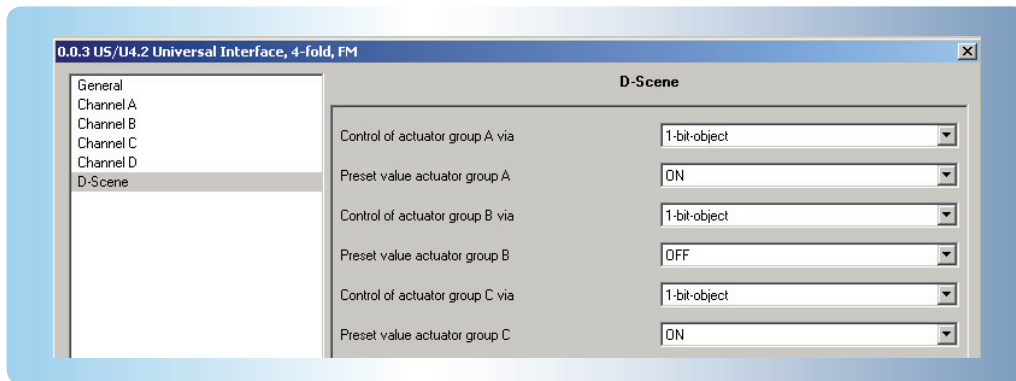 0.0.3 US/U4.2 Universal Interface, 4-fold, FM
General
Channel A
Channel B
Channel C
Channel D
D-Scene
D-Scene
Control of actuator group A via 1-bit-object
Preset value actuator group A ON
Control of actuator group B via 1-bit-object
Preset value actuator group B OFF
Control of actuator group C via 1-bit-object
Preset value actuator group C ON